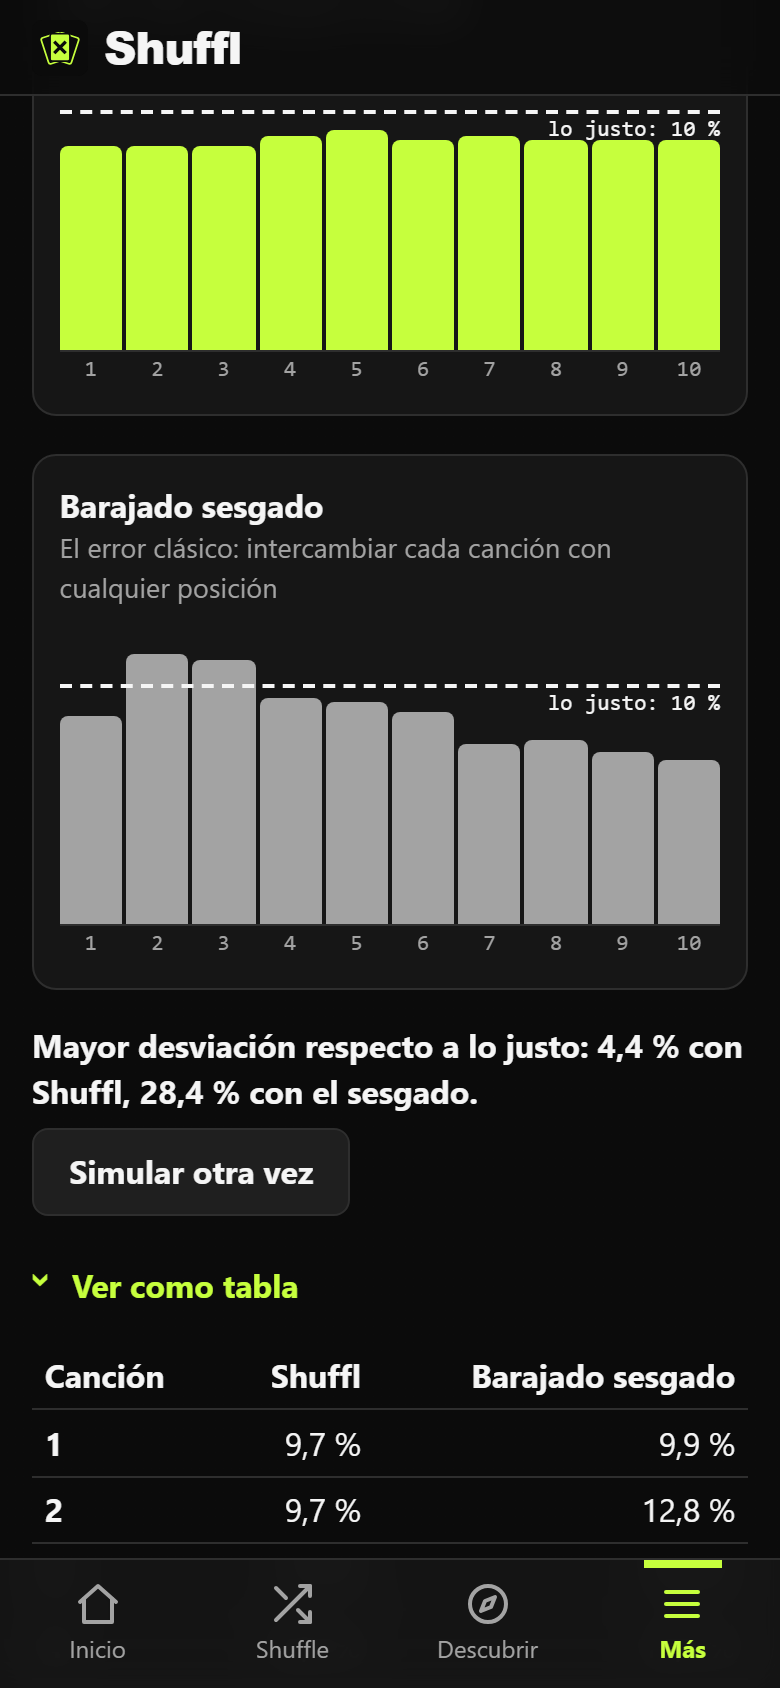 Shuffl
lo justo: 10 %
1 2 3 4 5 6 7 8 9 10
Barajado sesgado
El error clásico: intercambiar cada canción con
cualquier posición
lo justo: 10 %
1 2 3 4 5 6 7 8 9 10
Mayor desviación respecto a lo justo: 4,4 % con
Shuffl, 28,4 % con el sesgado.
Simular otra vez
Ver como tabla
Canción Shuffl Barajado sesgado
1 9,7 % 9,9 %
2 9,7 % 12,8 %
Inicio Shuffle Descubrir Más